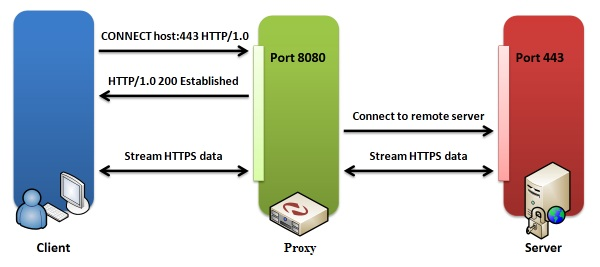 CONNECT host:443 HTTP/1.0
Port 8080
Port 443
HTTP/1.0 200 Established
Connect to remote server
Stream HTTPS data
Stream HTTPS data
Client
Proxy
Server